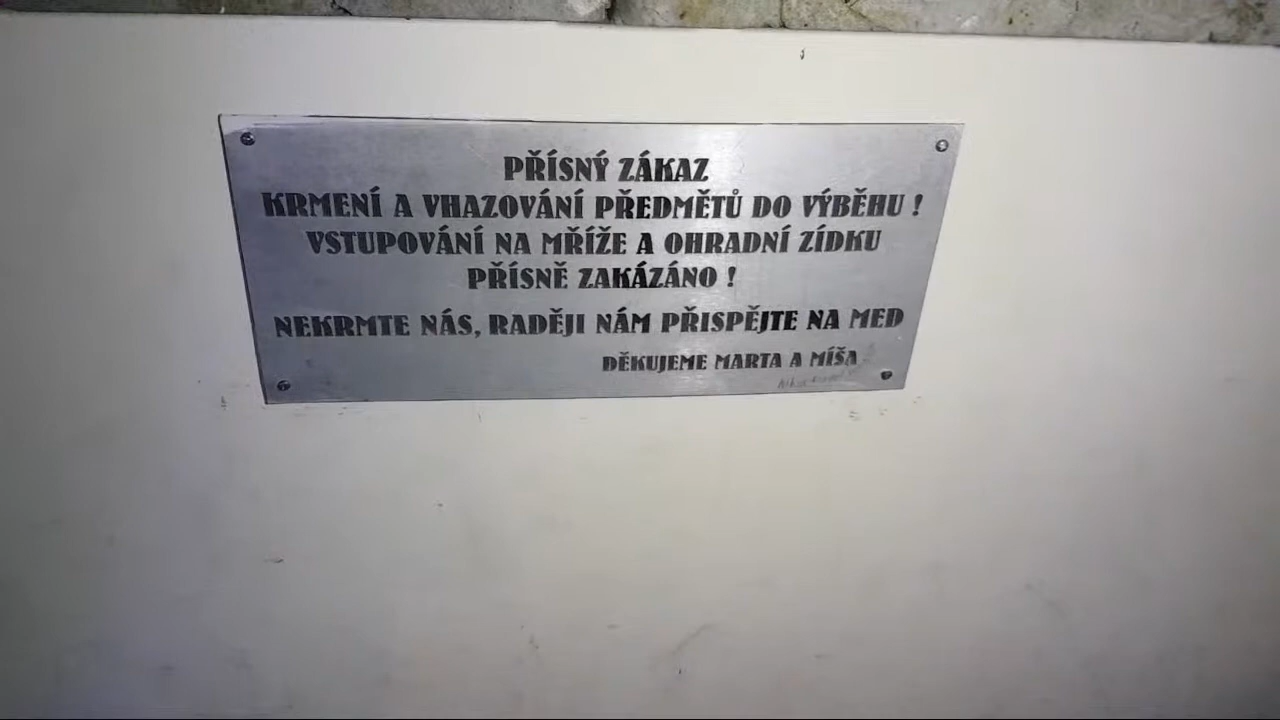 PŘÍSNÝ ZÁKAZ
KRMENÍ A VHAZOVÁNÍ PŘEDMĚTŮ DO VÝBĚHU !
VSTUPOVÁNÍ NA MŘÍŽE A OHRADNÍ ZÍDKU
PŘÍSNĚ ZAKÁZÁNO !
NEKRMTE NÁS, RADĚJI NÁM PŘISPĚJTE NA MED
DĚKUJEME MARTA A MÍŠA